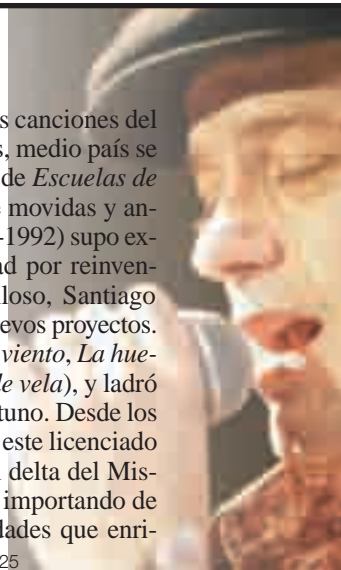 s canciones del
s, medio país se
de Escuelas de
movidas y an-
-1992) supo ex-
ad por reinven-
loso, Santiago
evos proyectos.
viento, La hue-
de vela), y ladró
tuno. Desde los
este licenciado
delta del Mis-
importando de
dades que enri-
25